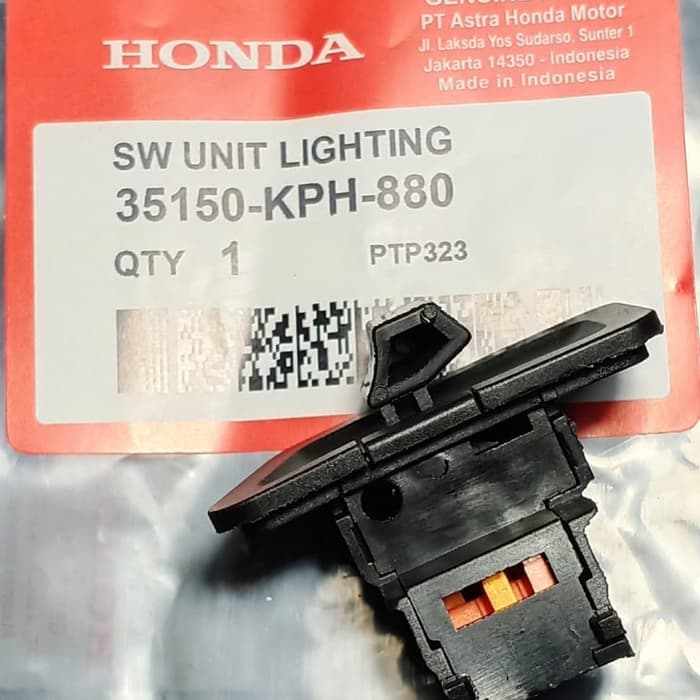 HONDA
GENUINE
PT Astra Honda Motor
Jl. Laksda Yos Sudarso. Sunter 1
Jakarta 14350 - Indonesia
Made in Indonesia
SW UNIT LIGHTING
35150-KPH-880
QTY 1 PTP323